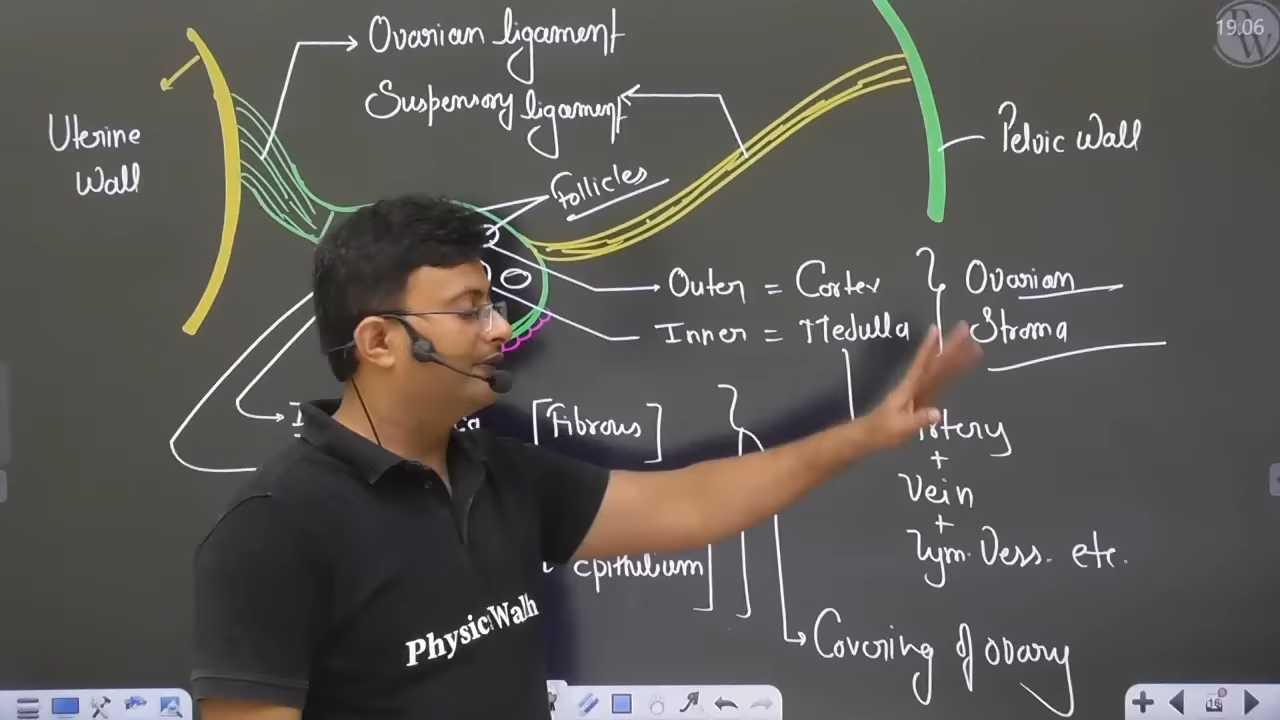 19.06
Ovarian ligament
Suspensory ligament
Uterine
Wall
Pelvic Wall
Follicles
Outer = Cortex
Inner = Medulla
Ovarian
Stroma
[Fibrous]
Artery
+
Vein
+
Lym. Vess. etc.
epithelium]
Covering of ovary
PhysicsWallah